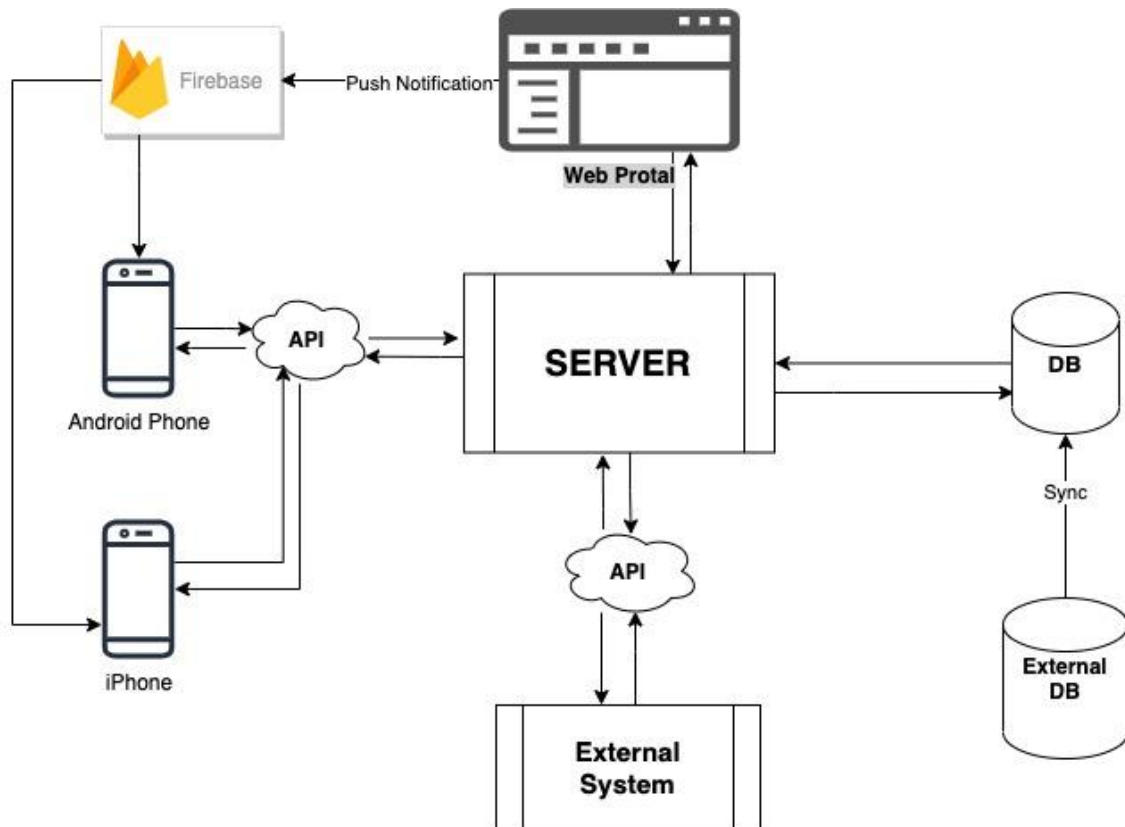 Firebase
Push Notification
Web Protal
API
SERVER
DB
Android Phone
Sync
API
iPhone
External
DB
External
System